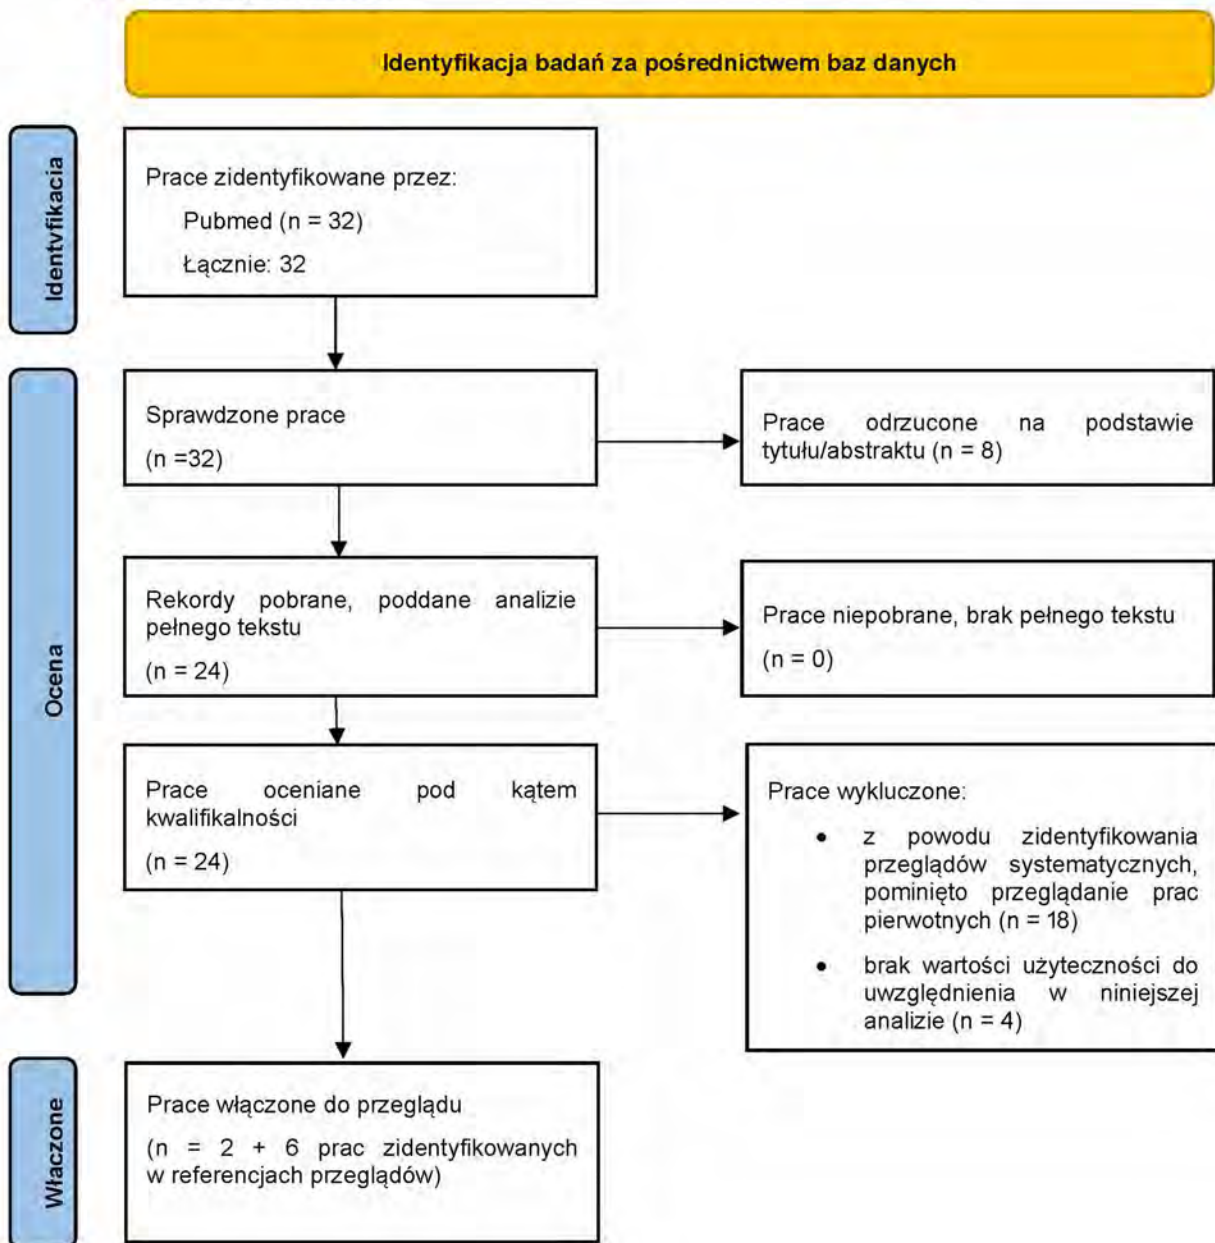 Identyfikacja badań za pośrednictwem baz danych
Identyfikacja
Prace zidentyfikowane przez:
Pubmed (n = 32)
Łącznie: 32
Ocena
Sprawdzone prace
(n =32)
Prace odrzucone na podstawie
tytułu/abstraktu (n = 8)
Rekordy pobrane, poddane analizie
pełnego tekstu
(n = 24)
Prace niepobrane, brak pełnego tekstu
(n = 0)
Prace oceniane pod kątem
kwalifikalności
(n = 24)
Prace wykluczone:
• z powodu zidentyfikowania
przeglądów systematycznych,
pominięto przeglądanie prac
pierwotnych (n = 18)
• brak wartości użyteczności do
uwzględnienia w niniejszej
analizie (n = 4)
Włączone
Prace włączone do przeglądu
(n = 2 + 6 prac zidentyfikowanych
w referencjach przeglądów)